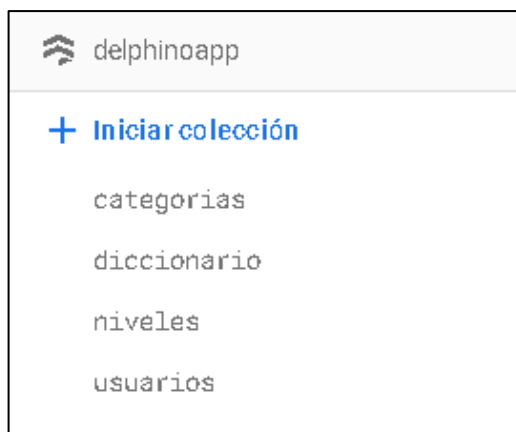 delphinoapp
Iniciar colección
categorias
diccionario
niveles
usuarios